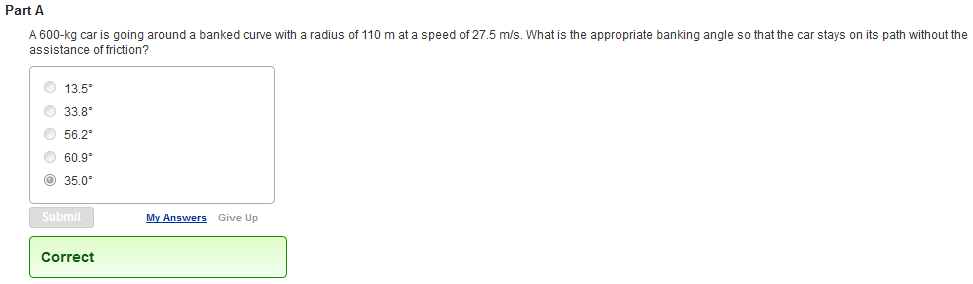 Part A
A 600-kg car is going around a banked curve with a radius of 110 m at a speed of 27.5 m/s. What is the appropriate banking angle so that the car stays on its path without the
assistance of friction?
13.5°
33.8°
56.2°
60.9°
35.0°
Submit My Answers Give Up
Correct